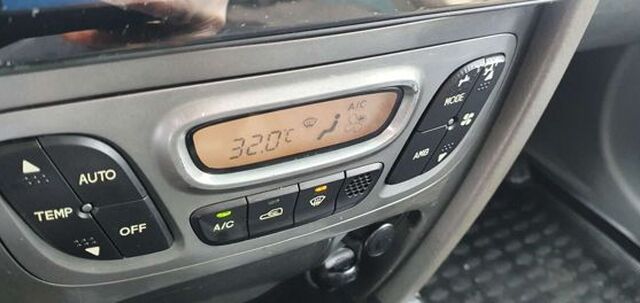 A/C
32.0°C
MODE
AMB
AUTO
TEMP
OFF
A/C